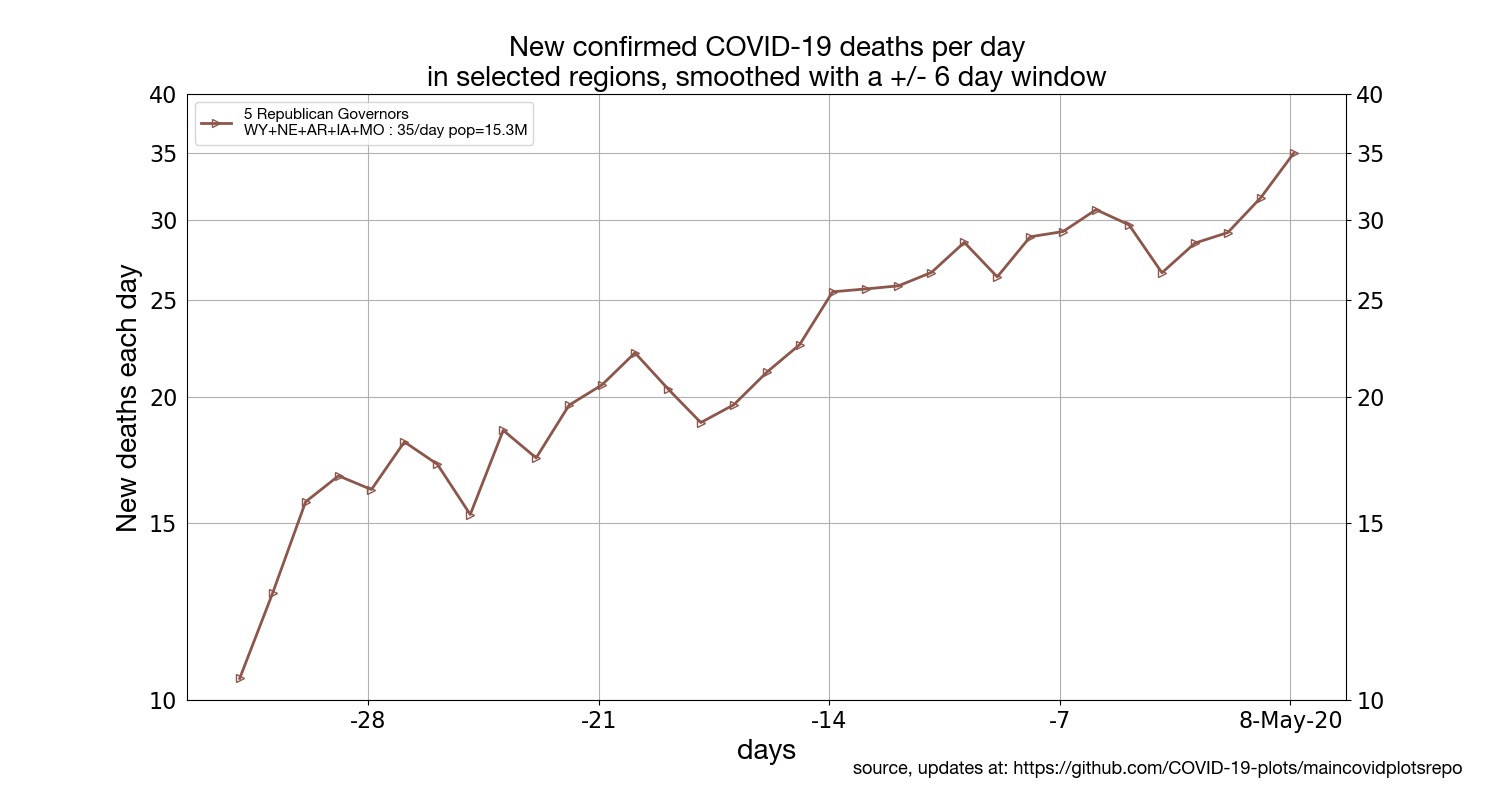 New confirmed COVID-19 deaths per day
in selected regions, smoothed with a +/- 6 day window
5 Republican Governors
WY+NE+AR+IA+MO : 35/day pop=15.3M
New deaths each day
40
35
30
25
20
15
10
40
35
30
25
20
15
10
-28
-21
-14
-7
8-May-20
days
source, updates at: https://github.com/COVID-19-plots/maincovidplotsrepo